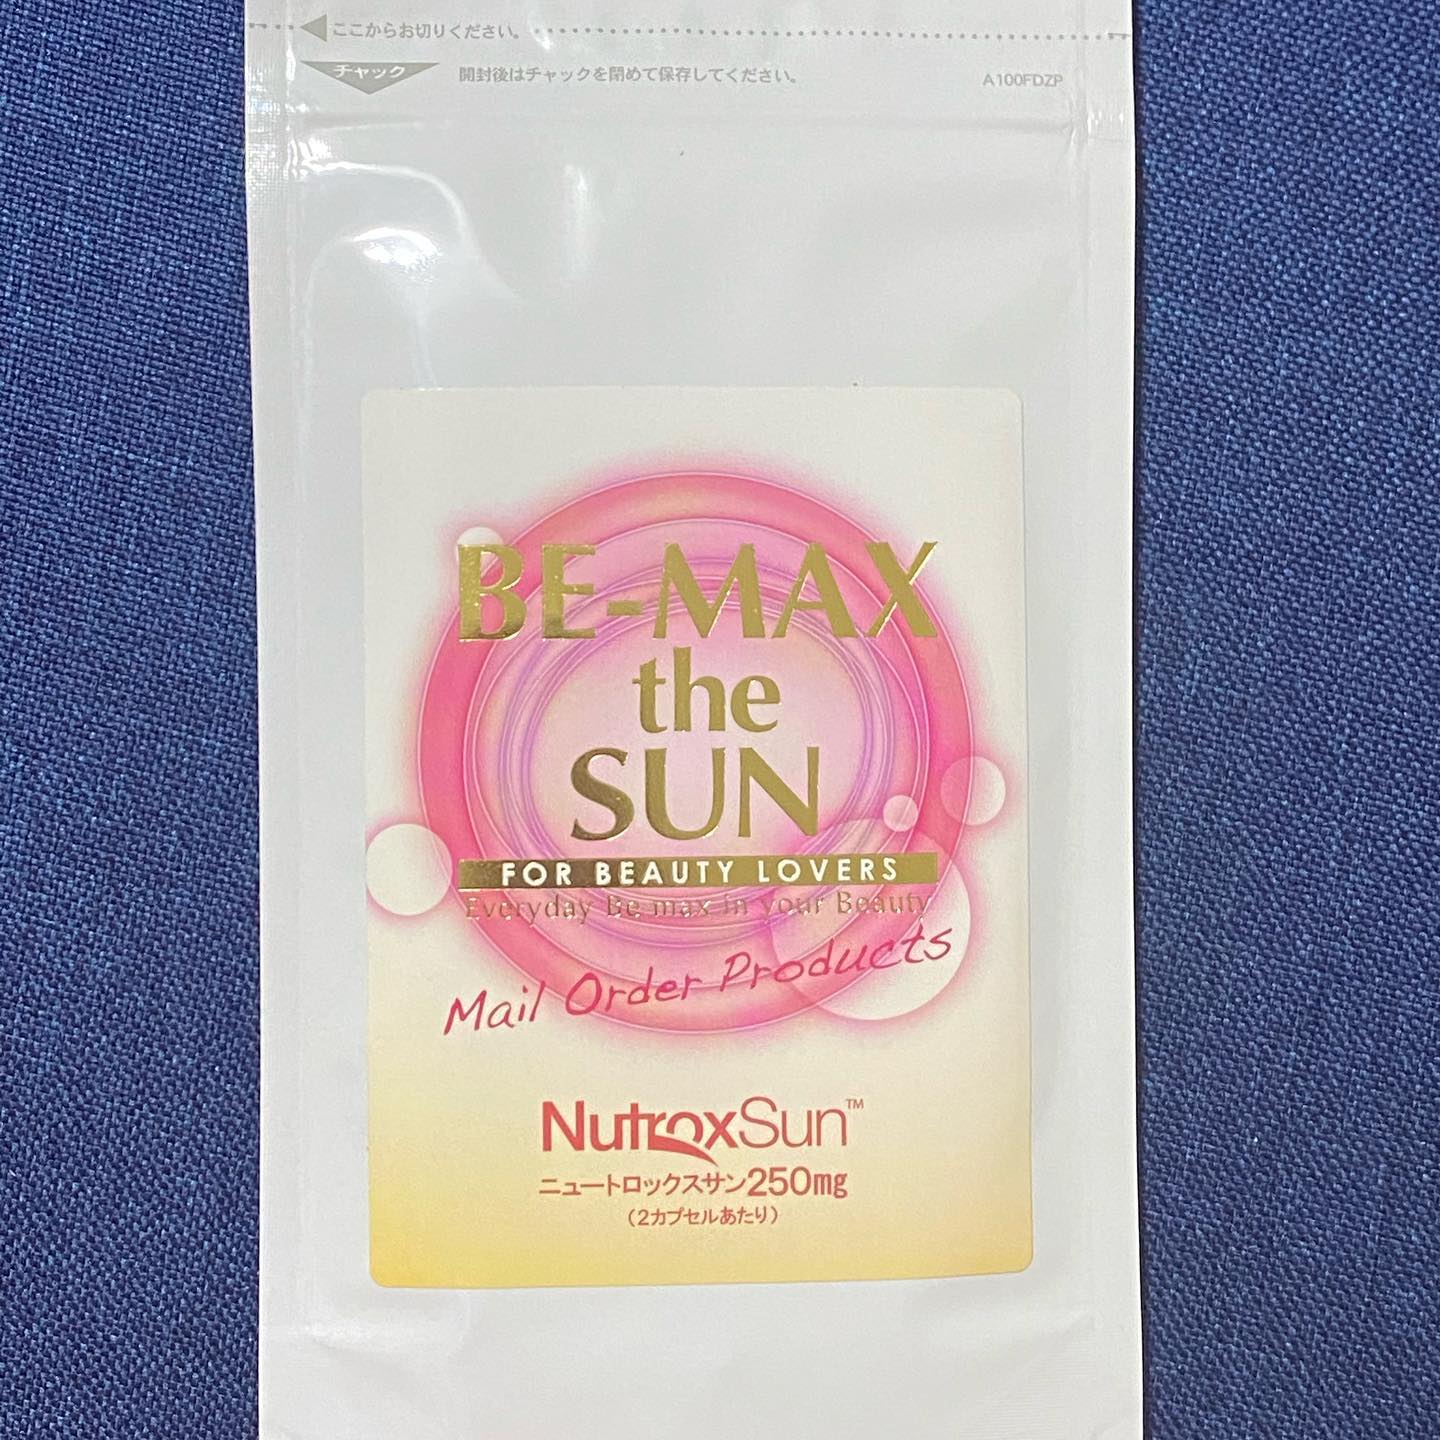 ここからお切りください。
チャック
開封後はチャックを閉めて保存してください。
A100FDZP
BE-MAX
the
SUN
FOR BEAUTY LOVERS
Everyday Be max in your Beauty
Mail Order Products
NutroxSun™
ニュートロックスサン250mg
(2カプセルあたり)